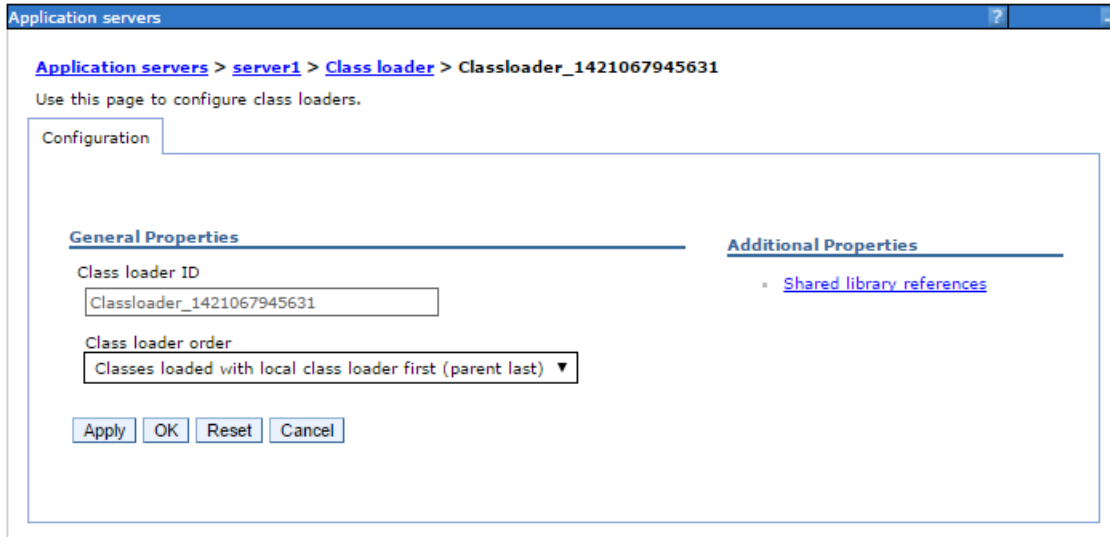 Application servers ?
Application servers > server1 > Class loader > Classloader_1421067945631
Use this page to configure class loaders.
Configuration
General Properties
Class loader ID
Classloader_1421067945631
Class loader order
Classes loaded with local class loader first (parent last) ▼
Apply OK Reset Cancel
Additional Properties
Shared library references